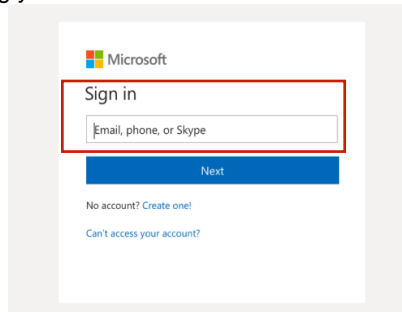 Microsoft
Sign in
Email, phone, or Skype
Next
No account? Create one!
Can't access your account?